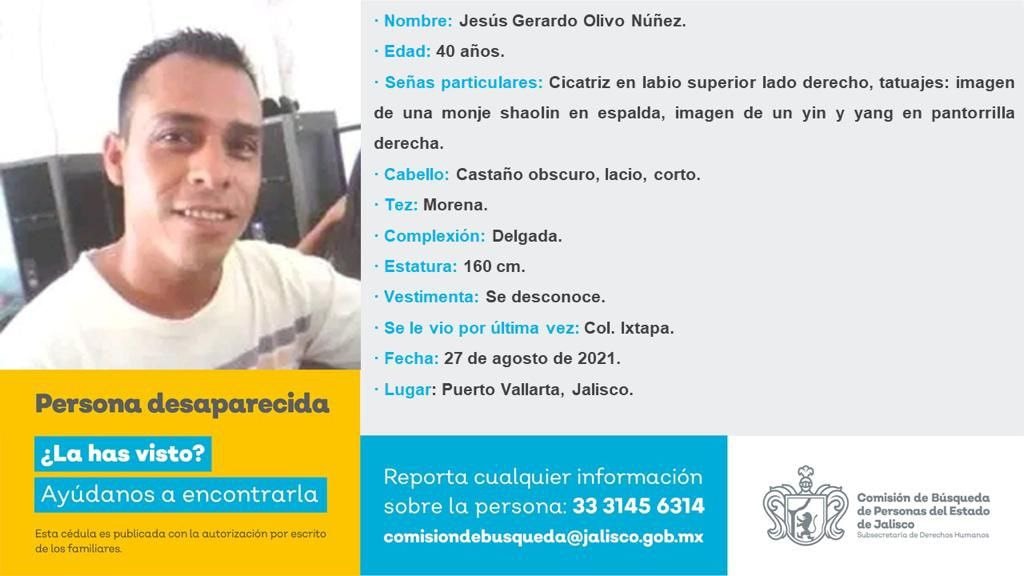 · Nombre: Jesús Gerardo Olivo Núñez.
· Edad: 40 años.
· Señas particulares: Cicatriz en labio superior lado derecho, tatuajes: imagen
de una monje shaolin en espalda, imagen de un yin y yang en pantorrilla
derecha.
· Cabello: Castaño obscuro, lacio, corto.
· Tez: Morena.
· Complexión: Delgada.
· Estatura: 160 cm.
· Vestimenta: Se desconoce.
· Se le vio por última vez: Col. Ixtapa.
· Fecha: 27 de agosto de 2021.
· Lugar: Puerto Vallarta, Jalisco.
Persona desaparecida
¿La has visto?
Ayúdanos a encontrarla
Esta cédula es publicada con la autorización por escrito
de los familiares.
Reporta cualquier información
sobre la persona: 33 3145 6314
comisiondebusqueda@jalisco.gob.mx
Comisión de Búsqueda
de Personas del Estado
de Jalisco
Subsecretaría de Derechos Humanos